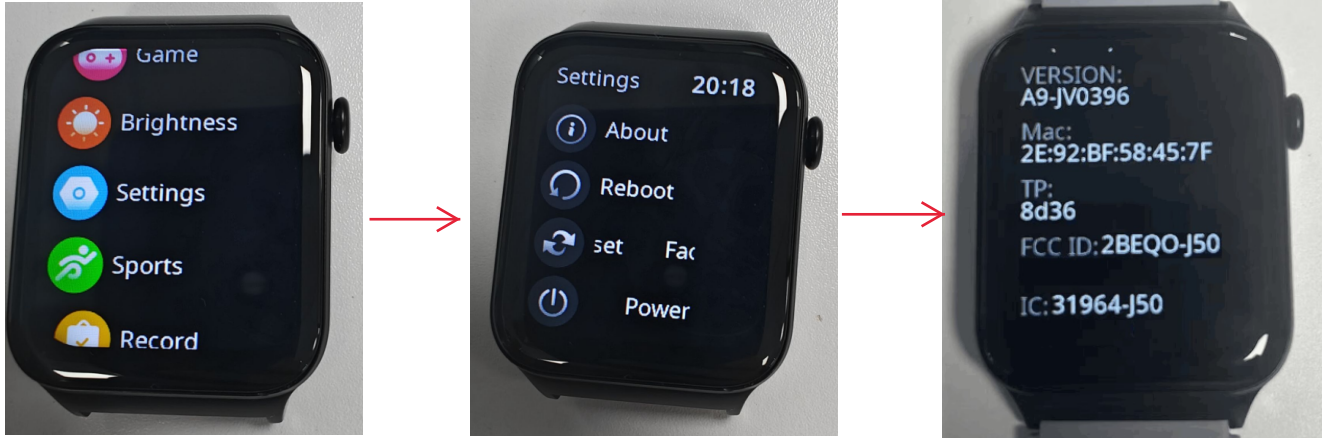 Game
Brightness
Settings
Sports
Record
Settings 20:18
About
Reboot
set Fac
Power
VERSION:
A9-JV0396
Mac:
2E:92:BF:58:45:7F
TP:
8d36
FCC ID: 2BEQO-J50
IC: 31964-J50